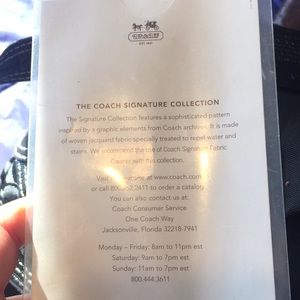 COACH
EST. 1941
THE COACH SIGNATURE COLLECTION
The Signature Collection features a sophisticated pattern
inspired by a graphic elements from Coach archives. It is made
of woven jacquard fabric specially treated to repel water and
stains. We recommend the use of Coach Signature Fabric
Cleaner with this collection.
at www.coach.com
or call 800. .2411 to order a catalog.
You can also contact us at:
Coach Consumer Service
One Coach Way
Jacksonville, Florida 32218-7941
Monday – Friday: 8am to 11pm est
Saturday: 9am to 7pm est
Sunday: 11am to 7pm est
800.444.3611